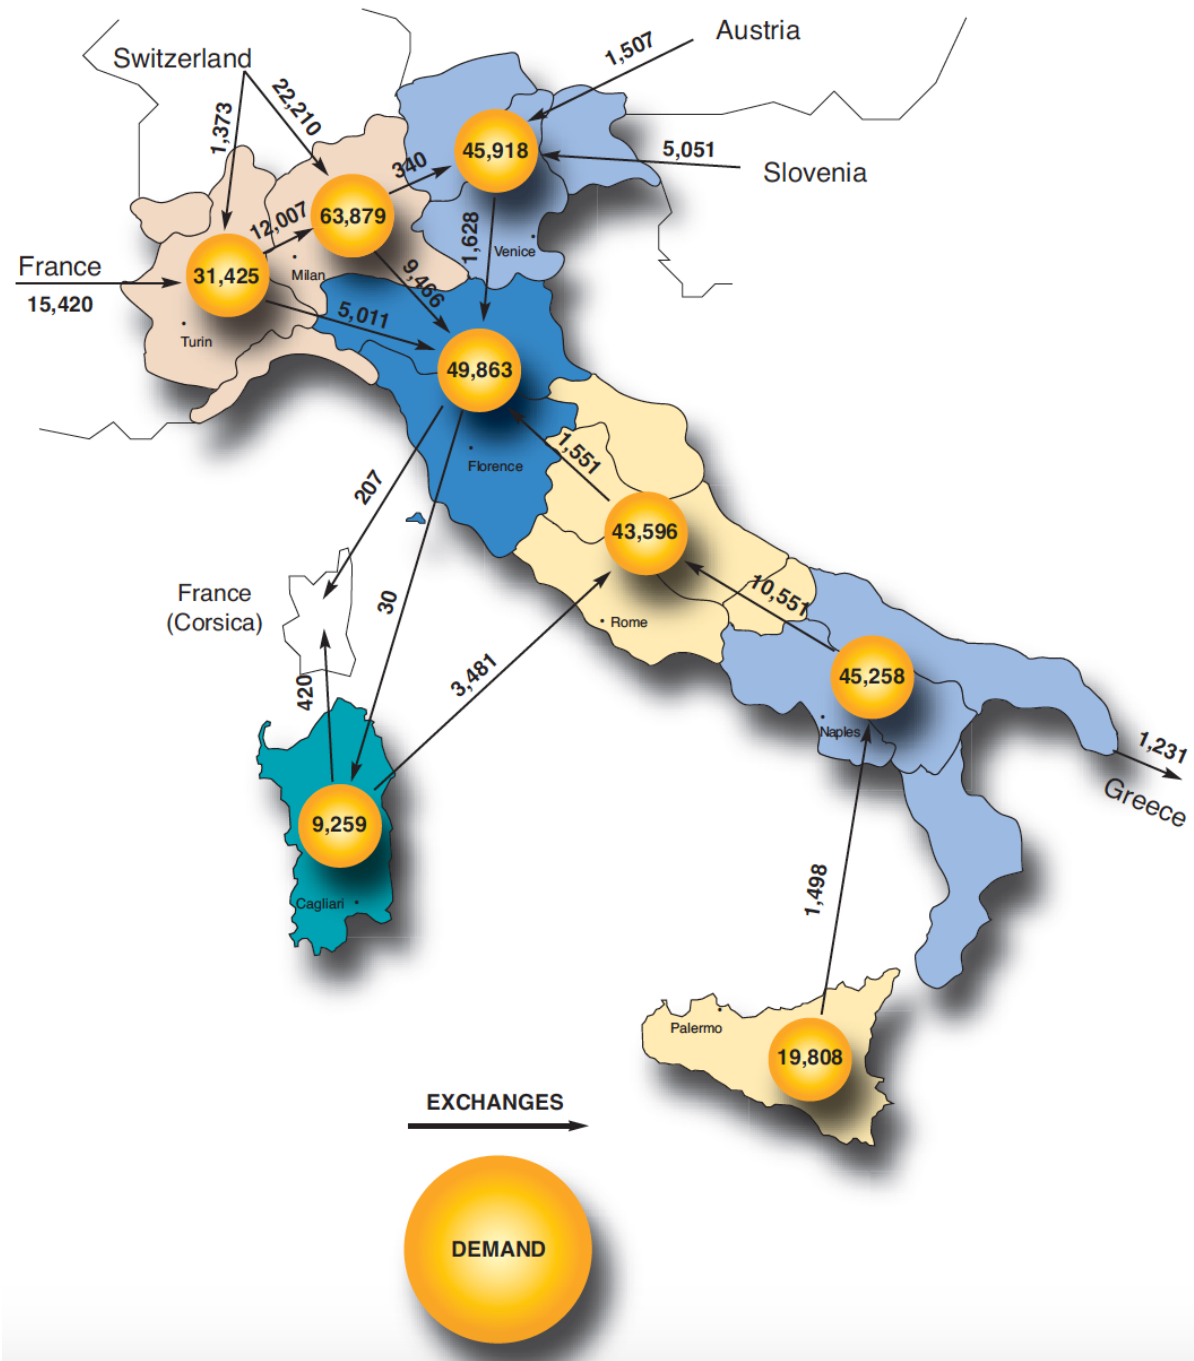 Austria
1,507
Switzerland
22,210
1,373
45,918
5,051
Slovenia
340
63,879
12,007
1,628
Venice
France
15,420
31,425
Milan
9,466
5,011
Turin
49,863
1,551
Florence
207
43,596
10,551
France
(Corsica)
30
Rome
3,481
45,258
420
Naples
1,231
Greece
9,259
1,498
Cagliari
Palermo
19,808
EXCHANGES
DEMAND